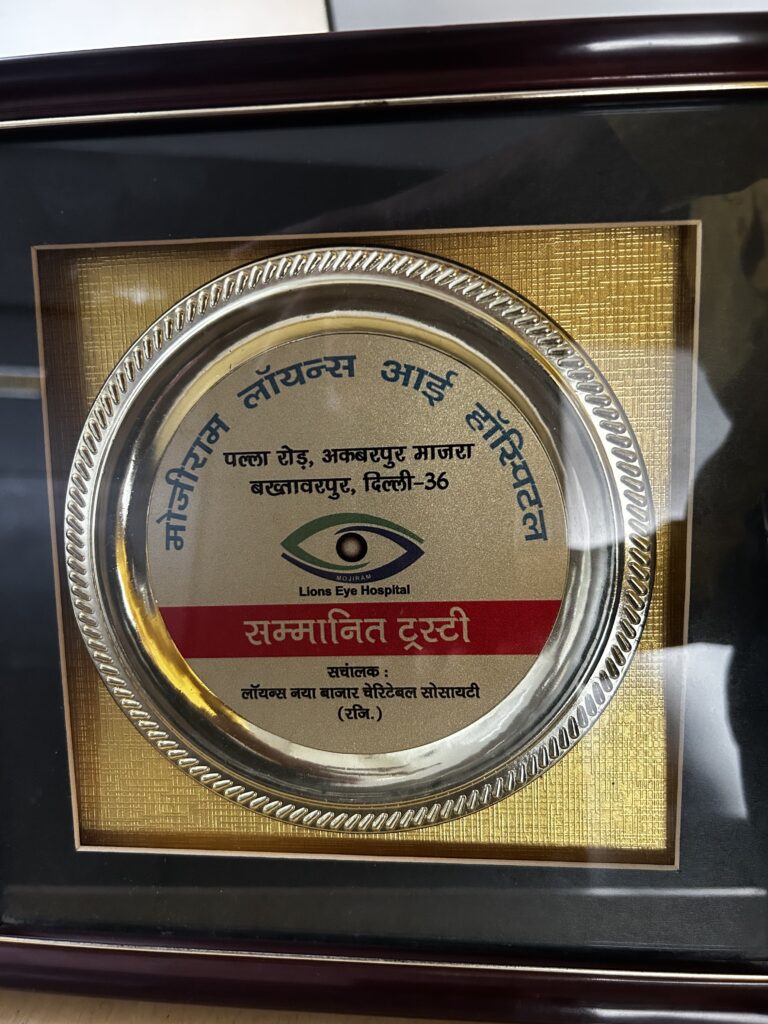 मोजीराम लॉयन्स आई हॉस्पिटल
पल्ला रोड़, अकबरपुर माजरा
बख्तावरपुर, दिल्ली-36
MOJIRAM
Lions Eye Hospital
सम्मानित ट्रस्टी
सचांलक :
लॉयन्स नया बाजार चेरिटेबल सोसायटी
(रजि.)